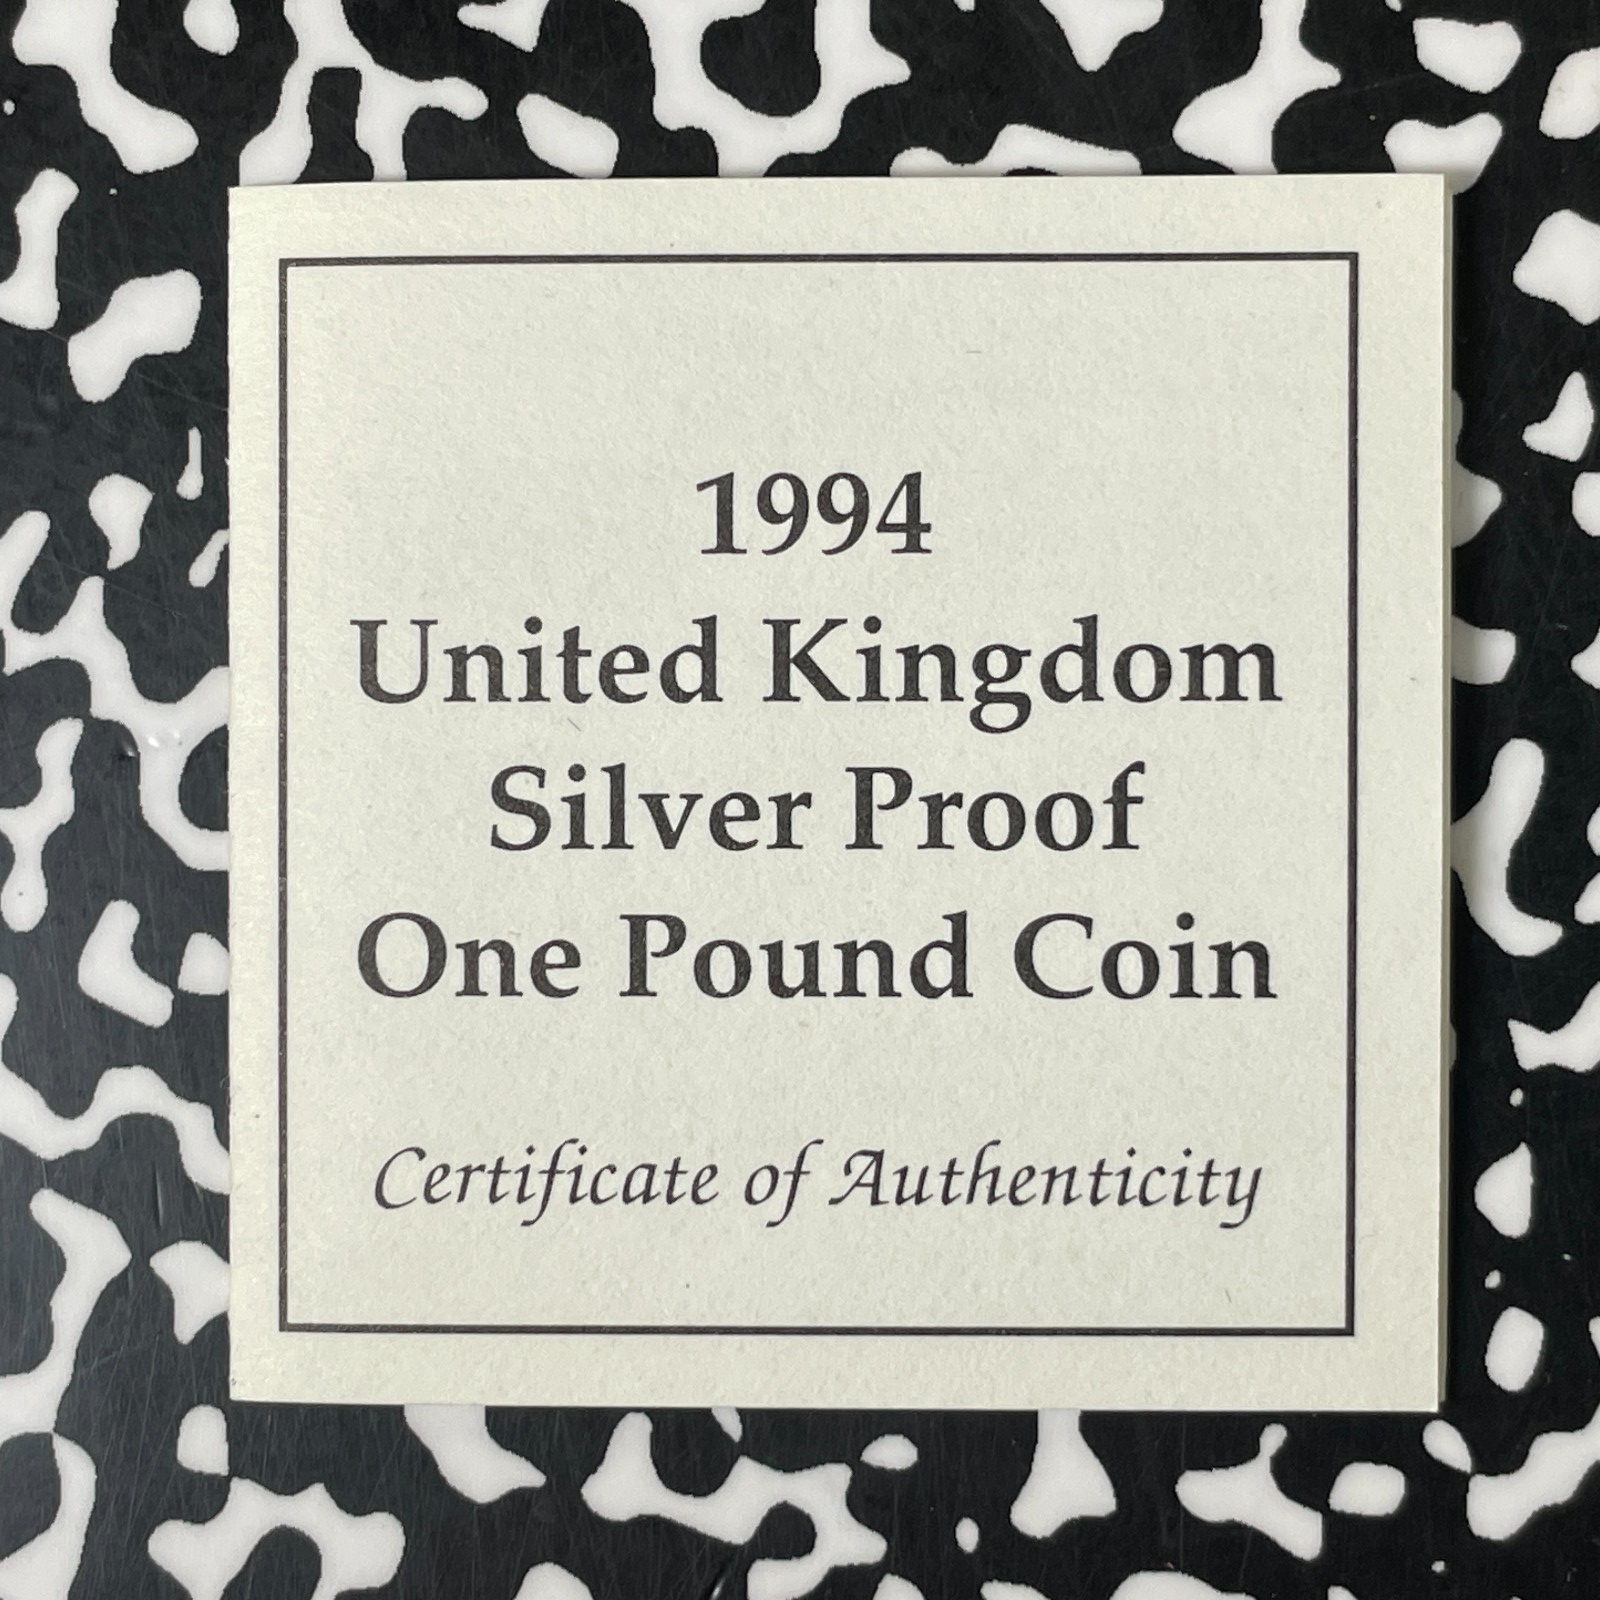 1994
United Kingdom
Silver Proof
One Pound Coin
Certificate of Authenticity